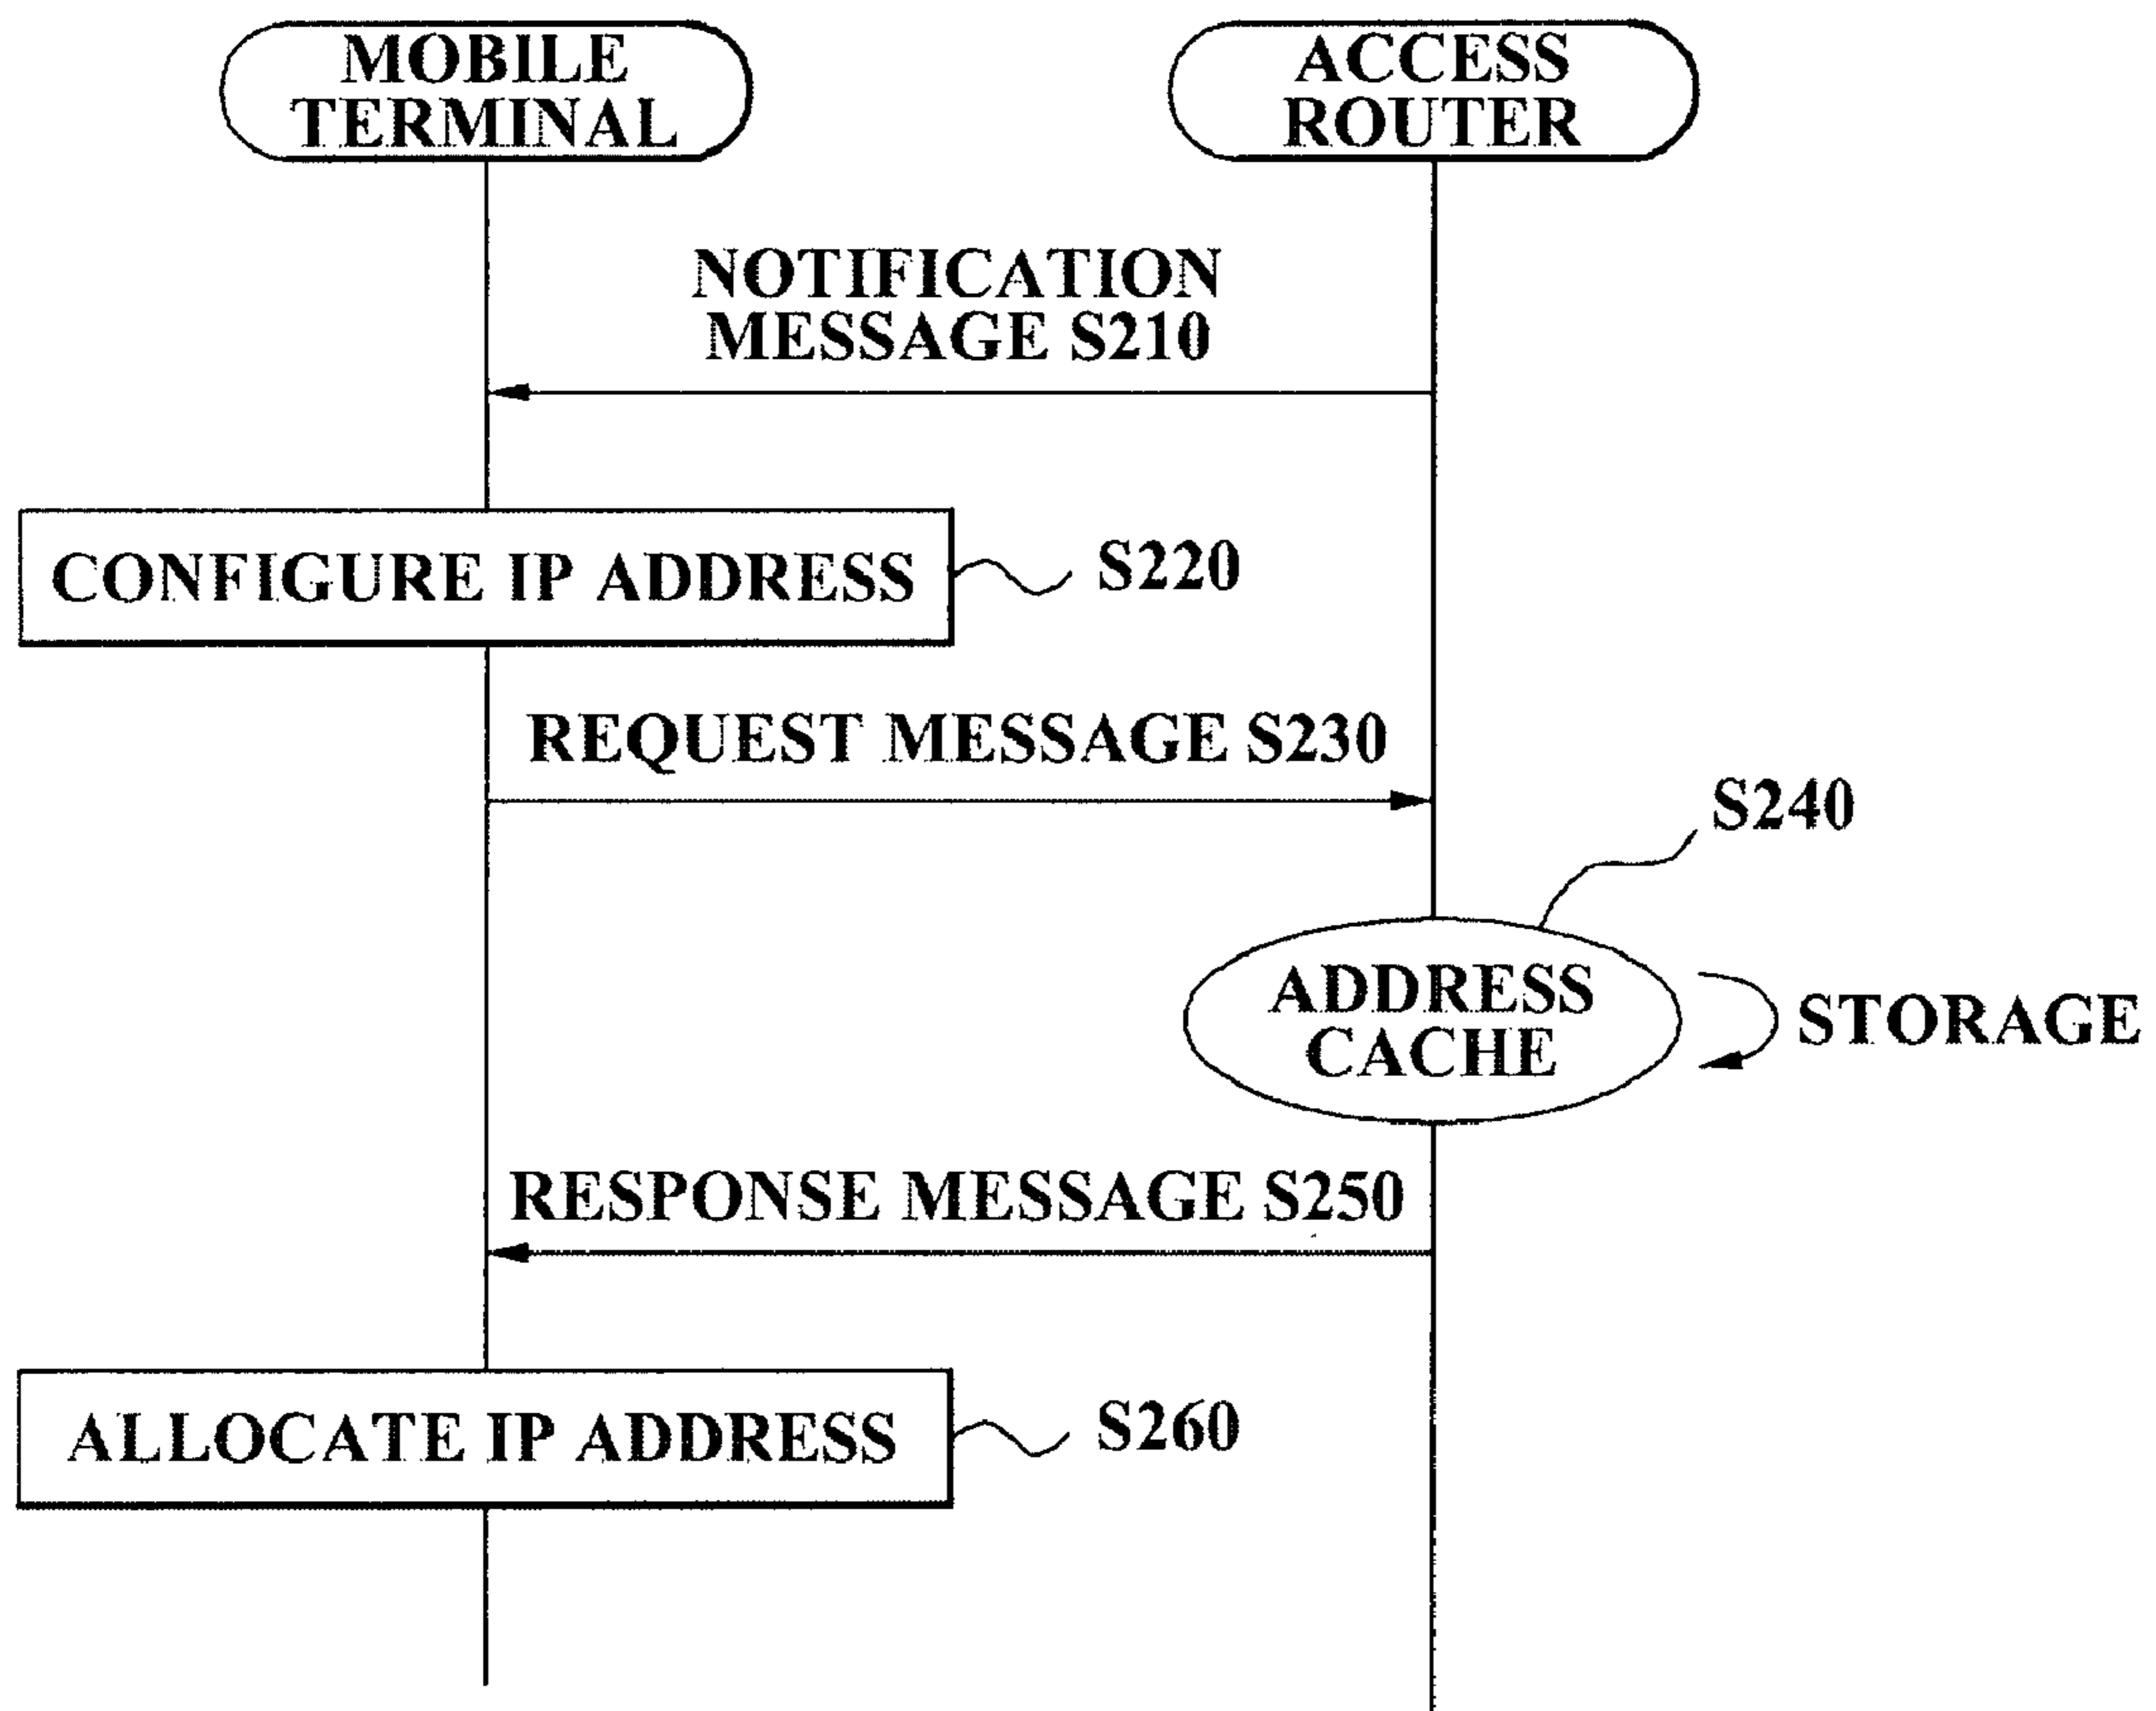 MOBILE
TERMINAL
ACCESS
ROUTER
NOTIFICATION
MESSAGE S210
CONFIGURE IP ADDRESS
S220
REQUEST MESSAGE S230
S240
ADDRESS
CACHE
STORAGE
RESPONSE MESSAGE S250
ALLOCATE IP ADDRESS
S260